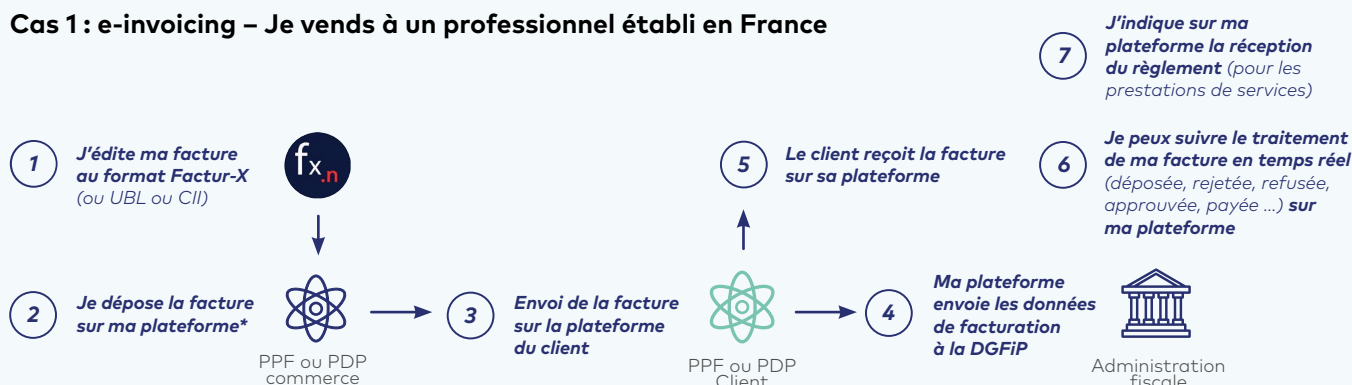 Cas 1 : e-invoicing – Je vends à un professionnel établi en France
1
J'édite ma facture
au format Factur-X
(ou UBL ou CII)
fx.n
2
Je dépose la facture
sur ma plateforme*
PPF ou PDP
commerce
3
Envoi de la facture
sur la plateforme
du client
PPF ou PDP
Client
4
Ma plateforme
envoie les données
de facturation
à la DGFiP
Administration
fiscale
5
Le client reçoit la facture
sur sa plateforme
6
Je peux suivre le traitement
de ma facture en temps réel
(déposée, rejetée, refusée,
approuvée, payée ...) sur
ma plateforme
7
J'indique sur ma
plateforme la réception
du règlement (pour les
prestations de services)